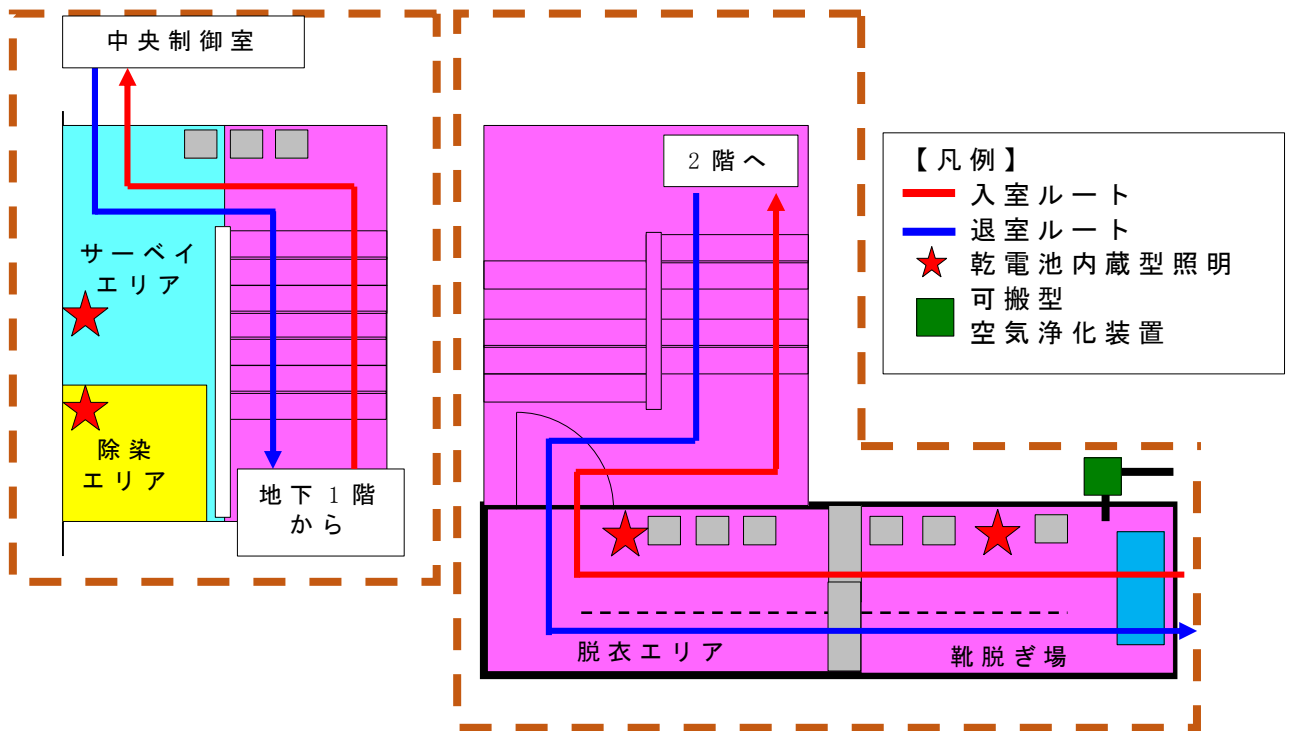 中央制御室
サーベイ
エリア
除染
エリア
地下1階
から
2階へ
脱衣エリア
靴脱ぎ場
【凡例】
入室ルート
退室ルート
乾電池内蔵型照明
可搬型
空気浄化装置